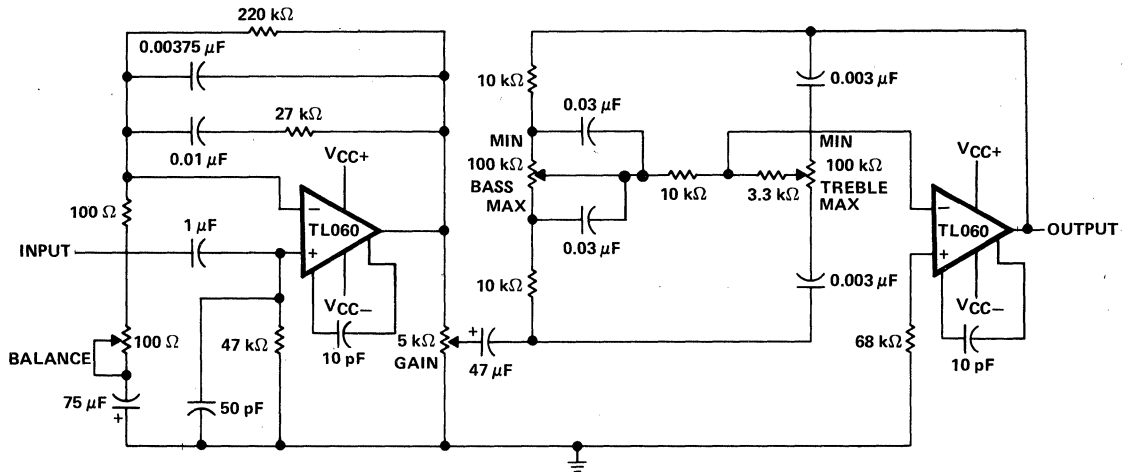 220 kΩ
0.00375 µF
27 kΩ
0.01 µF
VCC+
100 Ω
1 µF
INPUT
TL060
−
+
VCC−
10 pF
100 Ω
BALANCE
47 kΩ
5 kΩ
GAIN
+
47 µF
75 µF
+
50 pF
10 kΩ
0.03 µF
MIN
100 kΩ
BASS
MAX
10 kΩ
0.03 µF
10 kΩ
3.3 kΩ
0.003 µF
MIN
100 kΩ
TREBLE
MAX
0.003 µF
VCC+
−
TL060
+
OUTPUT
VCC−
68 kΩ
10 pF